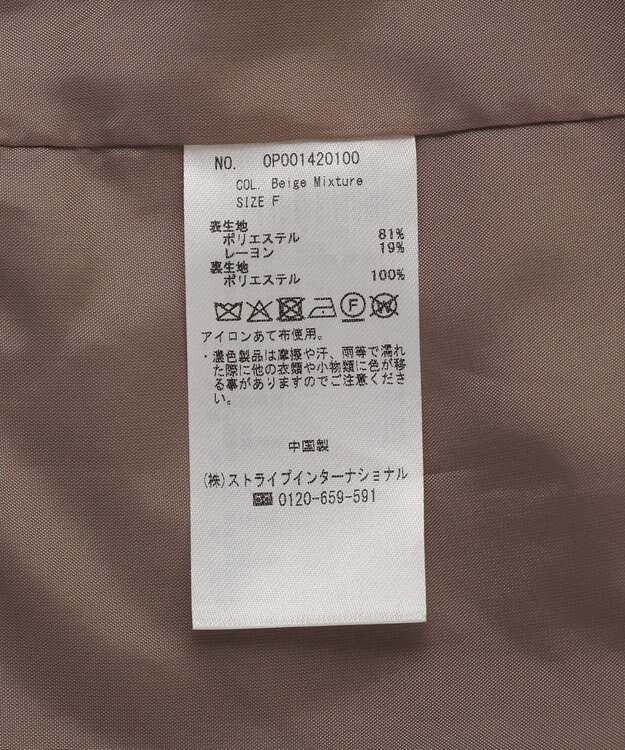 NO. 0P001420100
COL. Beige Mixture
SIZE F
表生地
ポリエステル 81%
レーヨン 19%
裏生地
ポリエステル 100%
アイロンあて布使用。
・濃色製品は摩擦や汗、雨等で濡れ
た際に他の衣類や小物類に色が移
る事がありますのでご注意くださ
い。
中国製
(株)ストライプインターナショナル
0120-659-591